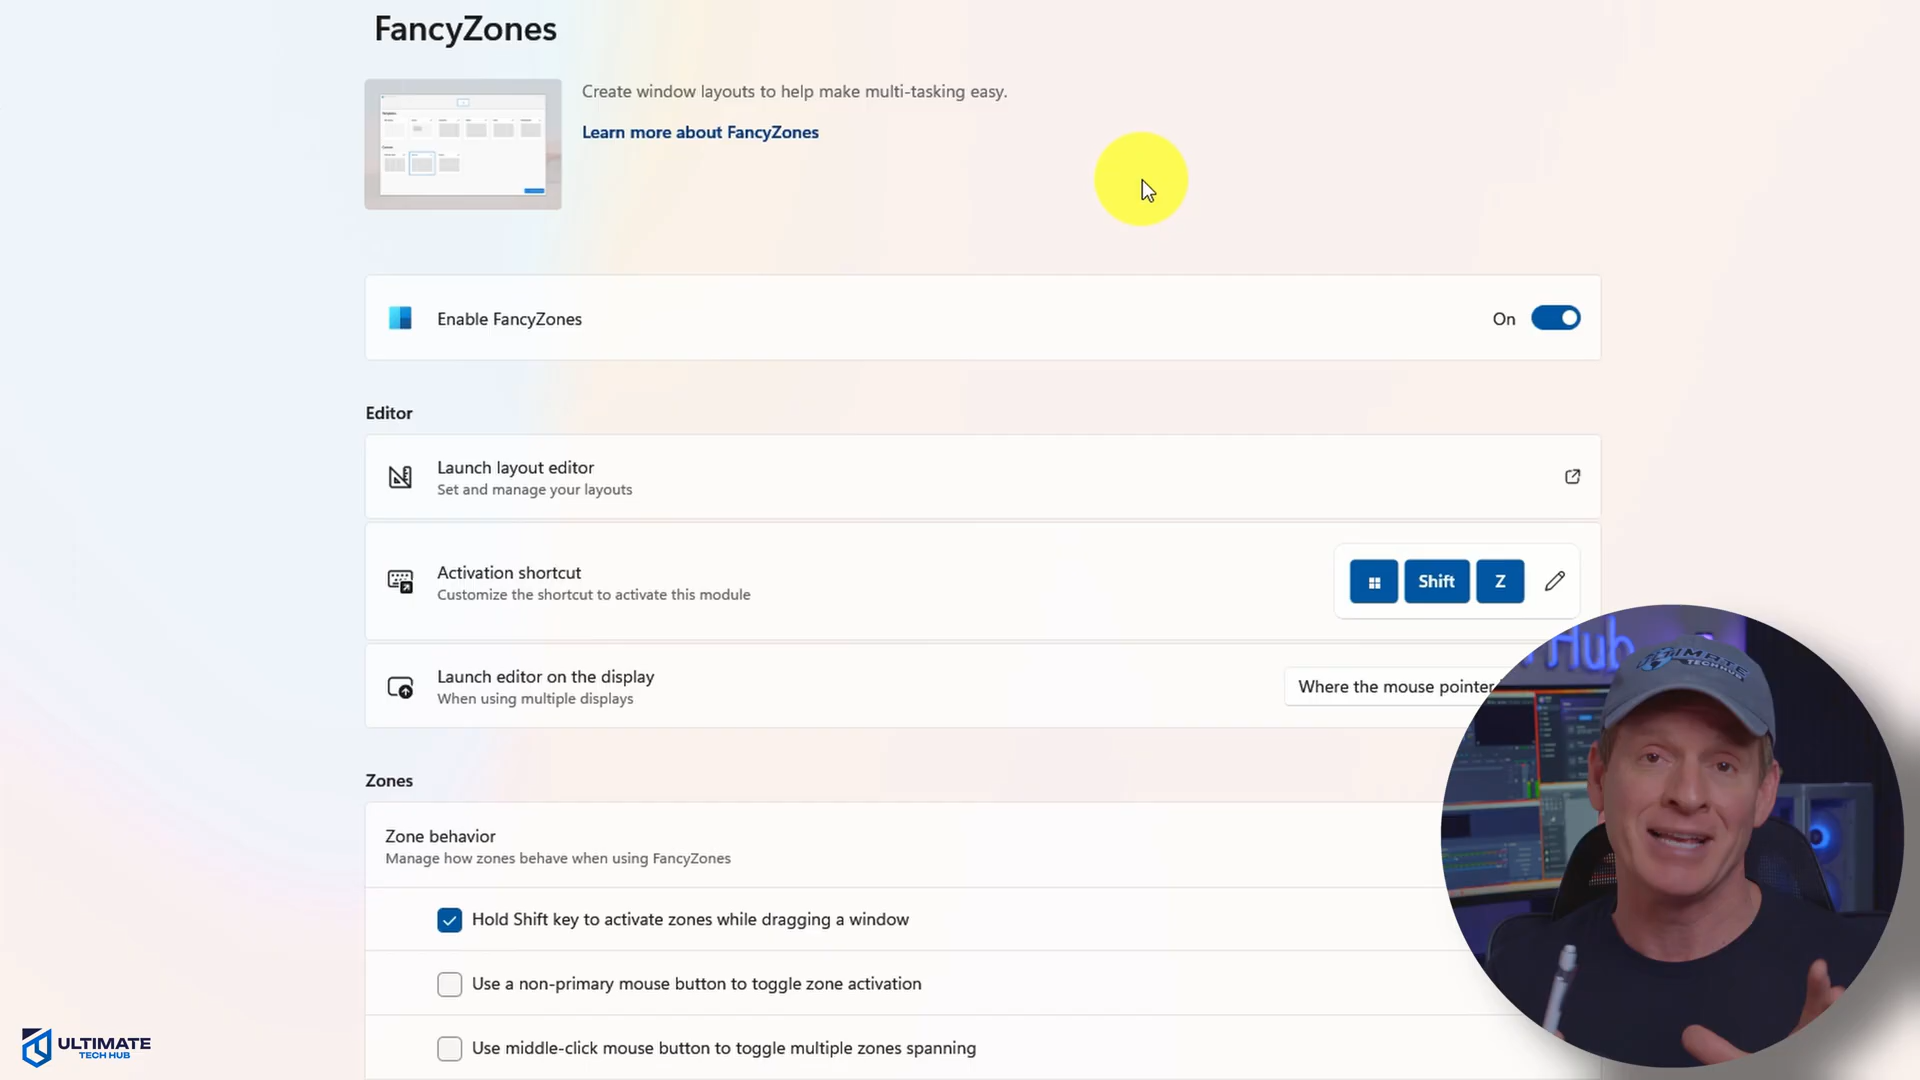 FancyZones
Create window layouts to help make multi-tasking easy.
Learn more about FancyZones
Enable FancyZones
On
Editor
Launch layout editor
Set and manage your layouts
Activation shortcut
Customize the shortcut to activate this module
Shift
Z
Launch editor on the display
When using multiple displays
Where the mouse pointer
Zones
Zone behavior
Manage how zones behave when using FancyZones
Hold Shift key to activate zones while dragging a window
Use a non-primary mouse button to toggle zone activation
Use middle-click mouse button to toggle multiple zones spanning
Hub
ULTIMATE
TECHHUB
ULTIMATE
TECH HUB